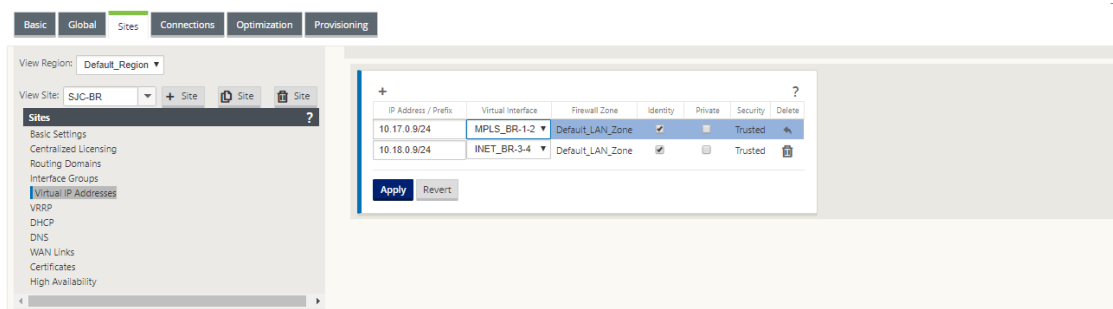 Basic Global Sites Connections Optimization Provisioning
View Region: Default_Region
View Site: SJC-BR + Site Site Site
Sites ?
Basic Settings
Centralized Licensing
Routing Domains
Interface Groups
Virtual IP Addresses
VRRP
DHCP
DNS
WAN Links
Certificates
High Availability
+ ?
IP Address / Prefix Virtual Interface Firewall Zone Identity Private Security Delete
10.17.0.9/24 MPLS_BR-1-2 Default_LAN_Zone Trusted
10.18.0.9/24 INET_BR-3-4 Default_LAN_Zone Trusted
Apply Revert